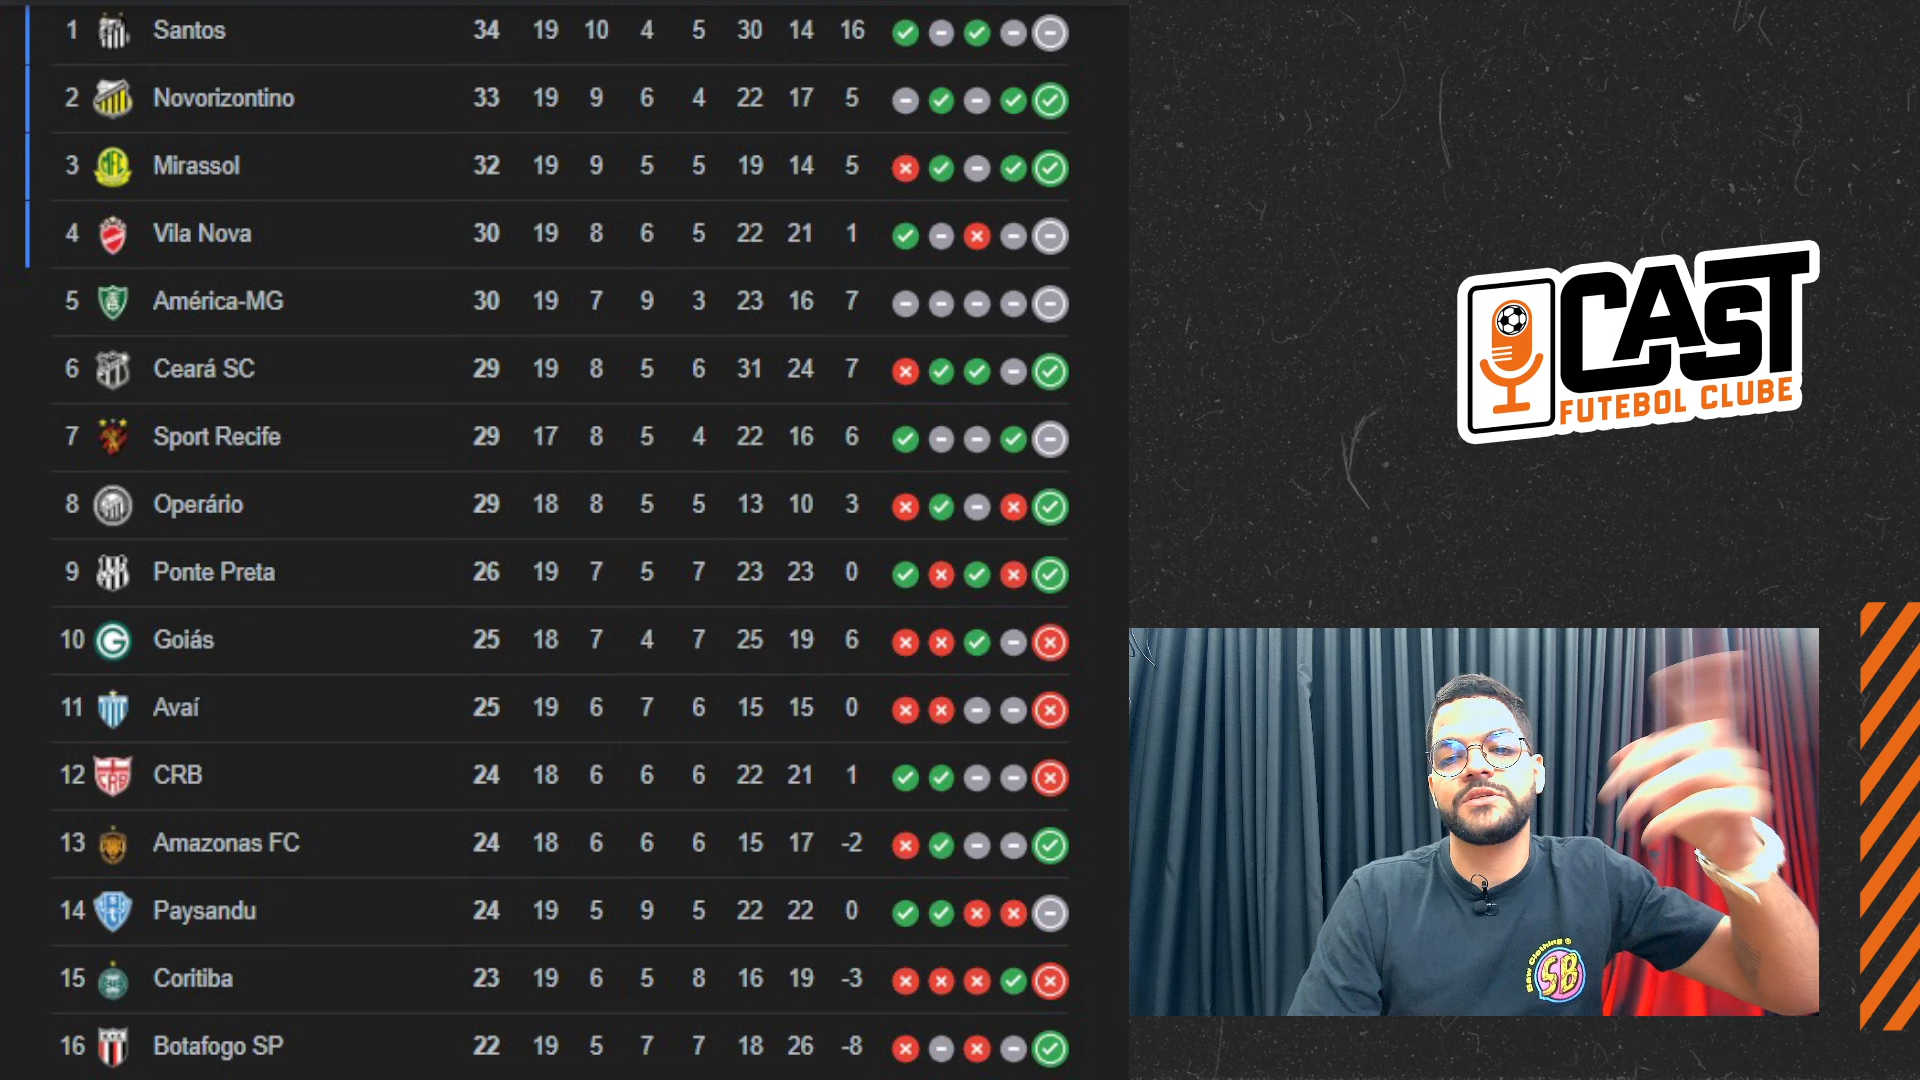 1 Santos 34 19 10 4 5 30 14 16
2 Novorizontino 33 19 9 6 4 22 17 5
3 Mirassol 32 19 9 5 5 19 14 5
4 Vila Nova 30 19 8 6 5 22 21 1
5 América-MG 30 19 7 9 3 23 16 7
6 Ceará SC 29 19 8 5 6 31 24 7
7 Sport Recife 29 17 8 5 4 22 16 6
8 Operário 29 18 8 5 5 13 10 3
9 Ponte Preta 26 19 7 5 7 23 23 0
10 Goiás 25 18 7 4 7 25 19 6
11 Avaí 25 19 6 7 6 15 15 0
12 CRB 24 18 6 6 6 22 21 1
13 Amazonas FC 24 18 6 6 6 15 17 -2
14 Paysandu 24 19 5 9 5 22 22 0
15 Coritiba 23 19 6 5 8 16 19 -3
16 Botafogo SP 22 19 5 7 7 18 26 -8
CAST
FUTEBOL CLUBE
Baw Clothing
SB